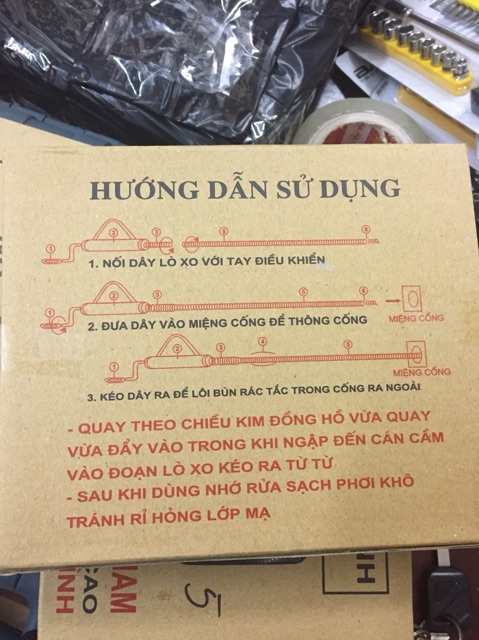 HƯỚNG DẪN SỬ DỤNG
1. NỐI DÂY LÒ XO VỚI TAY ĐIỀU KHIỂN
2. ĐƯA DÂY VÀO MIỆNG CỐNG ĐỂ THÔNG CỐNG
MIỆNG CỐNG
MIỆNG CỐNG
3. KÉO DÂY RA ĐỂ LÔI BÙN RÁC TẮC TRONG CỐNG RA NGOÀI
- QUAY THEO CHIỀU KIM ĐỒNG HỒ VỪA QUAY
VỪA ĐẨY VÀO TRONG KHI NGẬP ĐẾN CÁN CẦM
VÀO ĐOẠN LÒ XO KÉO RA TỪ TỪ
- SAU KHI DÙNG NHỚ RỬA SẠCH PHƠI KHÔ
TRÁNH RỈ HỎNG LỚP MẠ
5